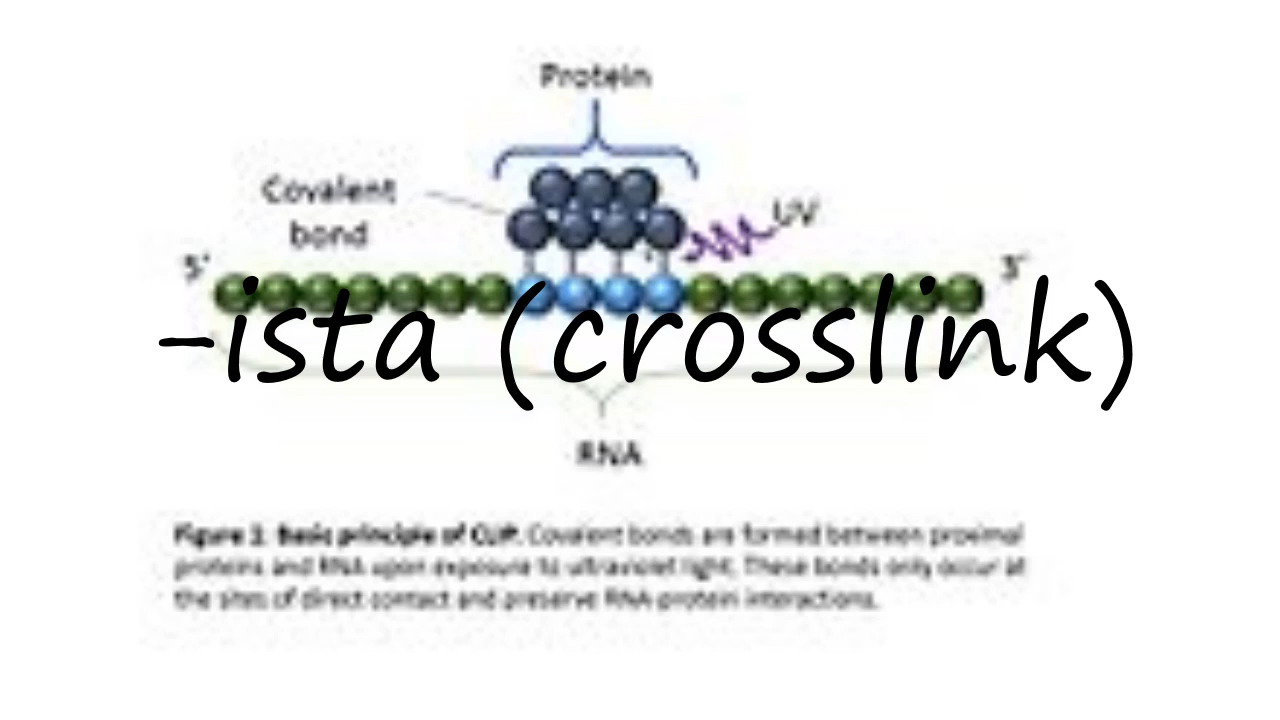 Protein
Covalent
bond
UV
5'
3'
-ista (crosslink)
RNA
Figure 1: Basic principle of CLIP. Covalent bonds are formed between proximal
proteins and RNA upon exposure to ultraviolet light. These bonds only occur at
the sites of direct contact and preserve RNA-protein interactions.